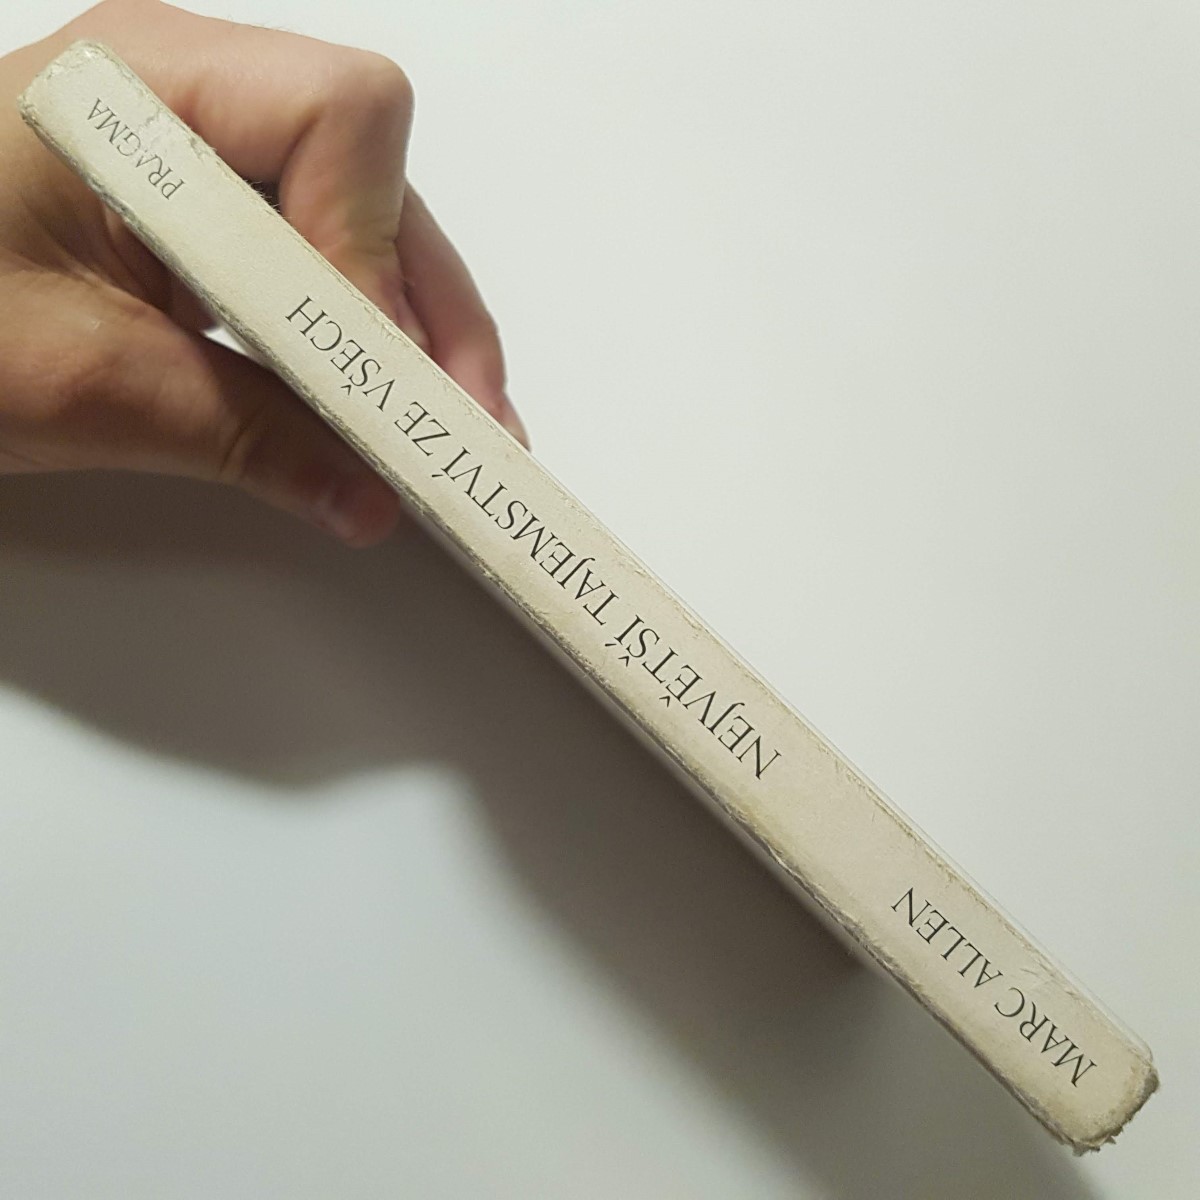 MARC ALLEN
NEJVĚTŠÍ TAJEMSTVÍ ZE VŠECH
PRAGMA